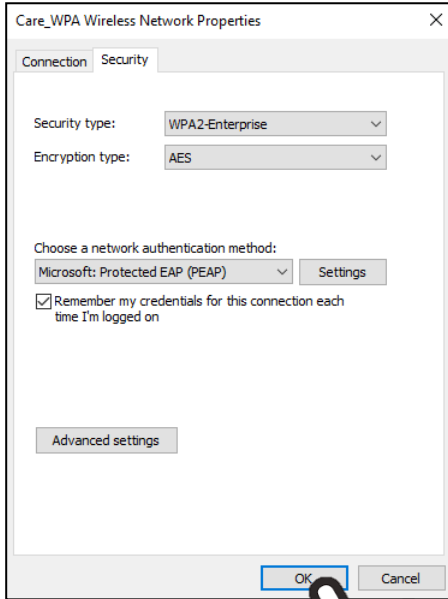 Care_WPA Wireless Network Properties
Connection Security
Security type: WPA2-Enterprise
Encryption type: AES
Choose a network authentication method:
Microsoft: Protected EAP (PEAP) Settings
Remember my credentials for this connection each
time I'm logged on
Advanced settings
OK Cancel